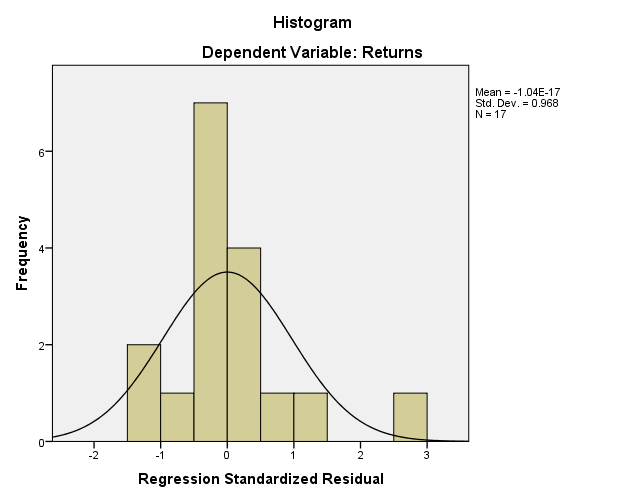 Histogram
Dependent Variable: Returns
Mean = -1.04E-17
Std. Dev. = 0.968
N = 17
Frequency
6
4
2
0
-2 -1 0 1 2 3
Regression Standardized Residual